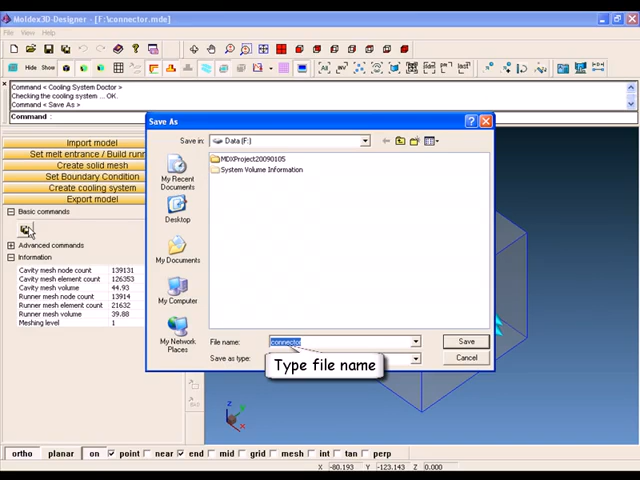 Moldex3D-Designer - [F:\connector.mde]
File View Help
Hide Show
Command < Cooling System Doctor >
Checking the cooling system ... OK.
Command < Save As >
Command :
Import model
Set melt entrance / Build runn
Create solid mesh
Set Boundary Condition
Create cooling system
Export model
Basic commands
Advanced commands
Information
Cavity mesh node count 139131
Cavity mesh element count 126353
Cavity mesh volume 44.93
Runner mesh node count 13914
Runner mesh element count 21632
Runner mesh volume 39.88
Meshing level 1
Save As
Save in: Data (F:)
My Recent Documents
Desktop
My Documents
My Computer
My Network Places
MDXProject20090105
System Volume Information
File name: connector Save
Save as type: Cancel
Type file name
Z
X
ortho planar on point near end mid grid mesh int tan perp
X -80.193 Y -123.143 Z 0.000